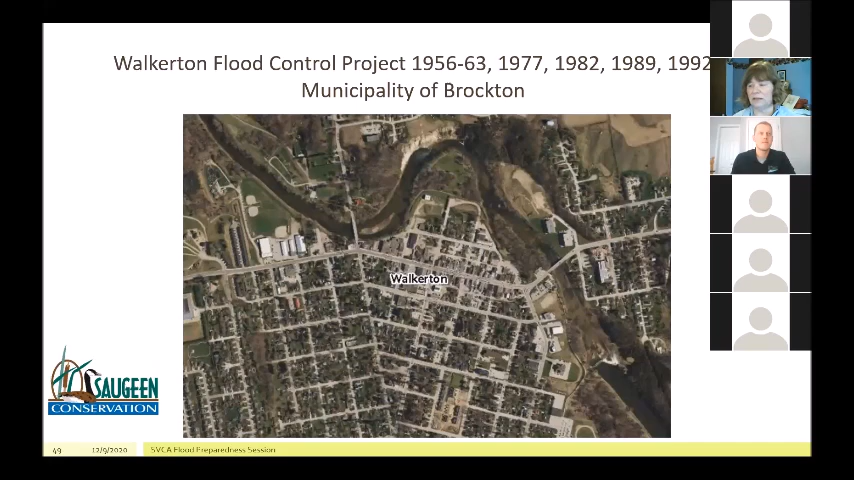 Walkerton Flood Control Project 1956-63, 1977, 1982, 1989, 1992
Municipality of Brockton
Walkerton
SAUGEEN
CONSERVATION
49 12/9/2020 SVCA Flood Preparedness Session